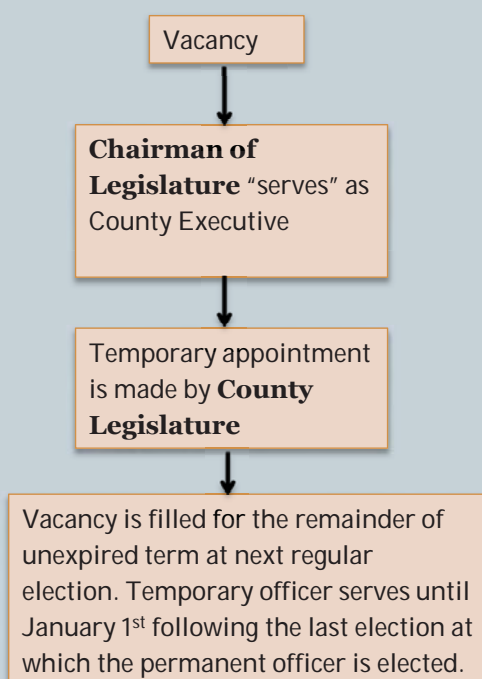 Vacancy
Chairman of
Legislature “serves” as
County Executive
Temporary appointment
is made by County
Legislature
Vacancy is filled for the remainder of
unexpired term at next regular
election. Temporary officer serves until
January 1st following the last election at
which the permanent officer is elected.